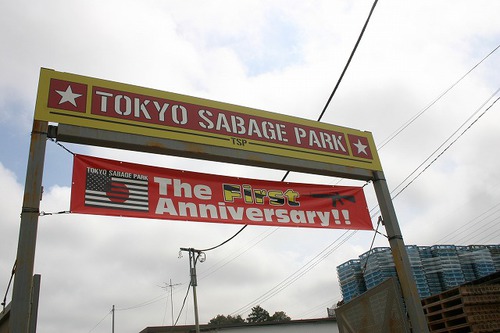 TOKYO SABAGE PARK
TSP
TOKYO SABAGE PARK
The First
Anniversary!!